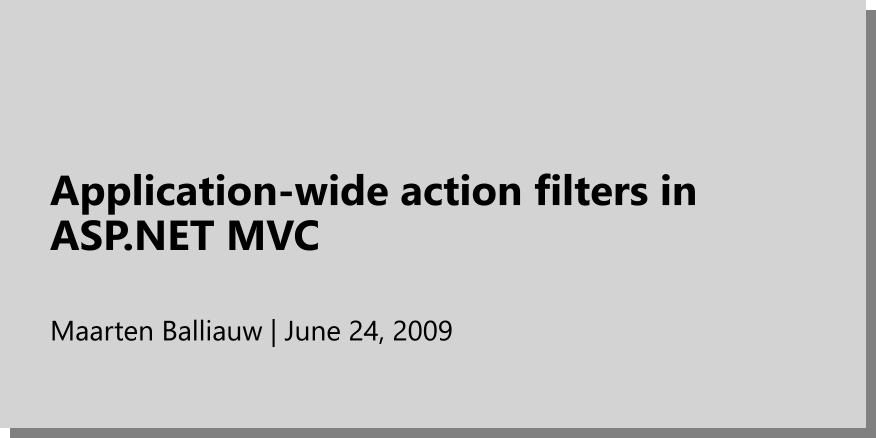 Application-wide action filters in
ASP.NET MVC
Maarten Balliauw | June 24, 2009